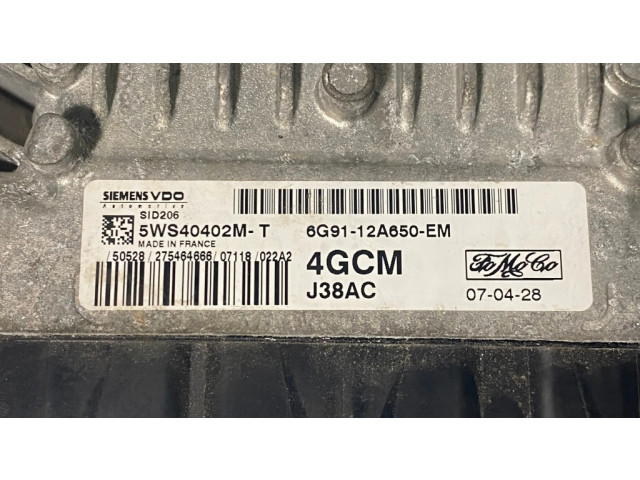 SIEMENS VDO
Automotive
SID206
5WS40402M-T
MADE IN FRANCE
/50528/275464666/07118/022A2
6G91-12A650-EM
4GCM
J38AC
FoMoCo
07-04-28